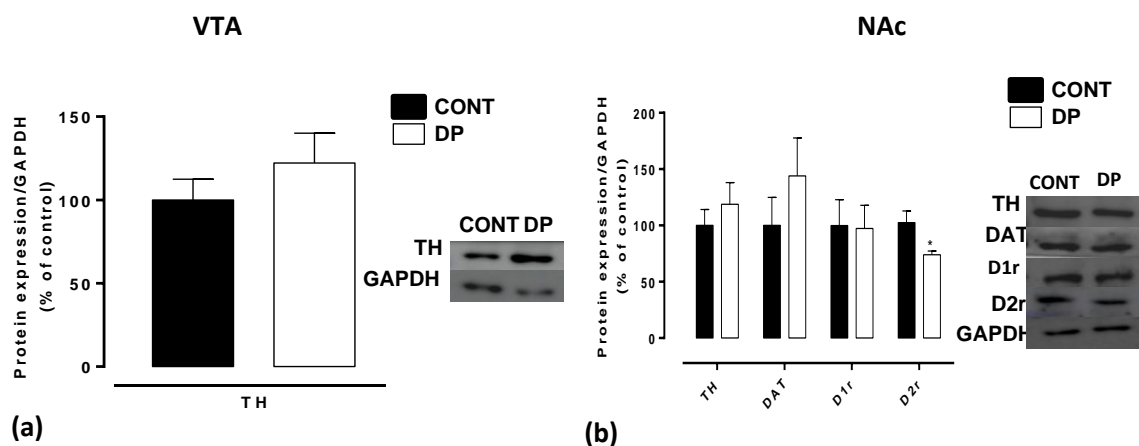 VTA
NAc
CONT
DP
Protein expression/GAPDH
(% of control)
150
100
50
0
TH
CONT DP
TH
GAPDH
(a)
CONT
DP
Protein expression/GAPDH
(% of control)
200
150
100
50
0
*
TH
DAT
D1r
D2r
CONT DP
TH
DAT
D1r
D2r
GAPDH
(b)